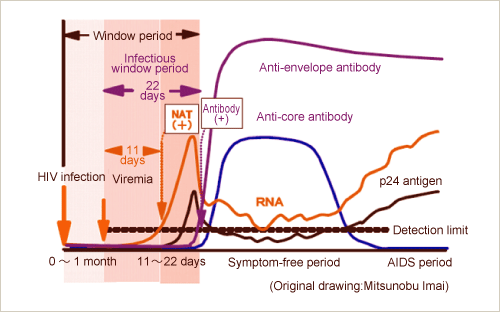 Window period
Infectious
window period
22
days
NAT
(+)
Antibody
(+)
11
days
Anti-envelope antibody
Anti-core antibody
HIV infection
Viremia
RNA
p24 antigen
Detection limit
0～1 month
11～22 days
Symptom-free period
AIDS period
(Original drawing:Mitsunobu Imai)